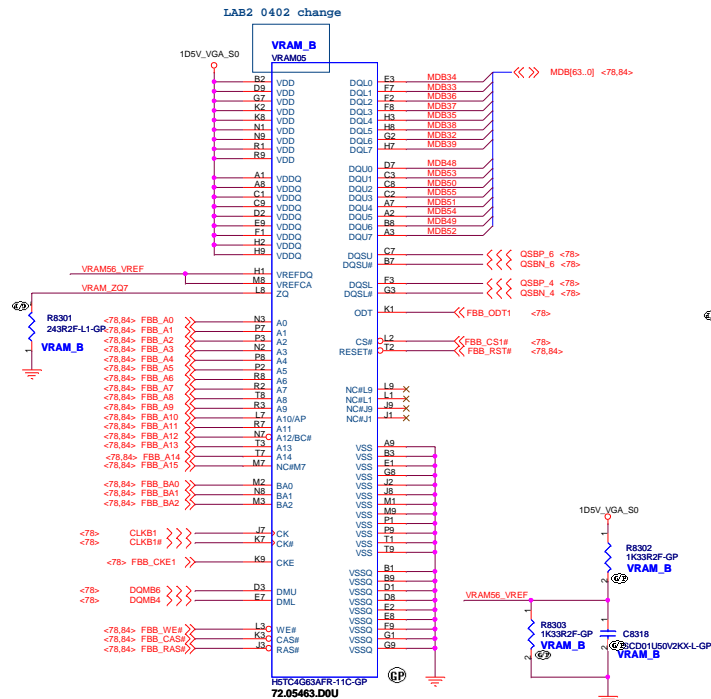 LAB2 0402 change
VRAM_B
VRAM05
1D5V_VGA_S0
B2 VDD
D9 VDD
G7 VDD
K2 VDD
K8 VDD
N1 VDD
N9 VDD
R1 VDD
R9 VDD
A1 VDDQ
A8 VDDQ
C1 VDDQ
C9 VDDQ
D2 VDDQ
E9 VDDQ
F1 VDDQ
H2 VDDQ
H9 VDDQ
VRAM56_VREF H1 VREFDQ
M8 VREFCA
VRAM_ZQ7 L8 ZQ
R8301
243R2F-L1-GP
VRAM_B
1
<78,84> FBB_A0 N3 A0
<78,84> FBB_A1 P7 A1
<78,84> FBB_A2 P3 A2
<78,84> FBB_A3 N2 A3
<78,84> FBB_A4 P8 A4
<78,84> FBB_A5 P2 A5
<78,84> FBB_A6 R8 A6
<78,84> FBB_A7 R2 A7
<78,84> FBB_A8 T8 A8
<78,84> FBB_A9 R3 A9
<78,84> FBB_A10 L7 A10/AP
<78,84> FBB_A11 R7 A11
<78,84> FBB_A12 N7 A12/BC#
<78,84> FBB_A13 T3 A13
<78,84> FBB_A14 T7 A14
<78,84> FBB_A15 M7 NC#M7
<78,84> FBB_BA0 M2 BA0
<78,84> FBB_BA1 N8 BA1
<78,84> FBB_BA2 M3 BA2
<78> CLKB1 J7 CK
<78> CLKB1# K7 CK#
<78> FBB_CKE1 K9 CKE
<78> DQMB6 D3 DMU
<78> DQMB4 E7 DML
<78,84> FBB_WE# L3 WE#
<78,84> FBB_CAS# K3 CAS#
<78,84> FBB_RAS# J3 RAS#
DQL0 E3 MDB34
DQL1 F7 MDB33
DQL2 F2 MDB36
DQL3 F8 MDB37
DQL4 H3 MDB35
DQL5 H8 MDB38
DQL6 G2 MDB32
DQL7 H7 MDB39
MDB[63..0] <78,84>
DQU0 D7 MDB48
DQU1 C3 MDB53
DQU2 C8 MDB50
DQU3 C2 MDB55
DQU4 A7 MDB51
DQU5 A2 MDB54
DQU6 B8 MDB49
DQU7 A3 MDB52
DQSU C7 QSBP_6 <78>
DQSU# B7 QSBN_6 <78>
DQSL F3 QSBP_4 <78>
DQSL# G3 QSBN_4 <78>
ODT K1 FBB_ODT1 <78>
CS# L2 FBB_CS1# <78>
RESET# T2 FBB_RST# <78,84>
NC#L9 L9
NC#L1 L1
NC#J9 J9
NC#J1 J1
VSS A9
VSS B3
VSS E1
VSS G8
VSS J2
VSS J8
VSS M1
VSS M9
VSS P1
VSS P9
VSS T1
VSS T9
VSSQ B1
VSSQ B9
VSSQ D1
VSSQ D8
VSSQ E2
VSSQ E8
VSSQ F9
VSSQ G1
VSSQ G9
H5TC4G63AFR-11C-GP
72.05463.D0U
GP
1D5V_VGA_S0
1
R8302
1K33R2F-GP
VRAM_B
2
VRAM56_VREF
1
R8303
1K33R2F-GP
VRAM_B
2
1
C8318
SCD01U50V2KX-L-GP
VRAM_B
2